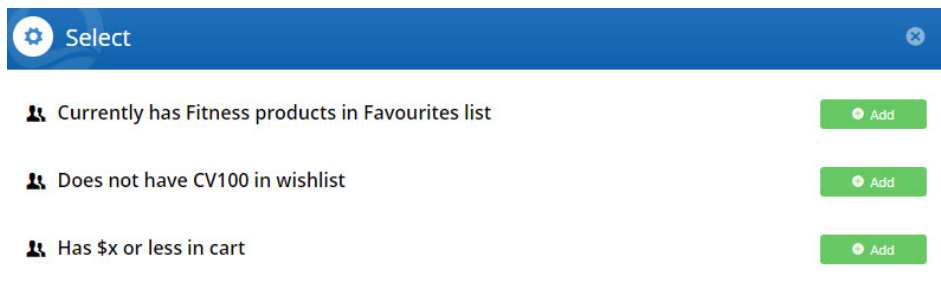 Select
Currently has Fitness products in Favourites list
Add
Does not have CV100 in wishlist
Add
Has $x or less in cart
Add